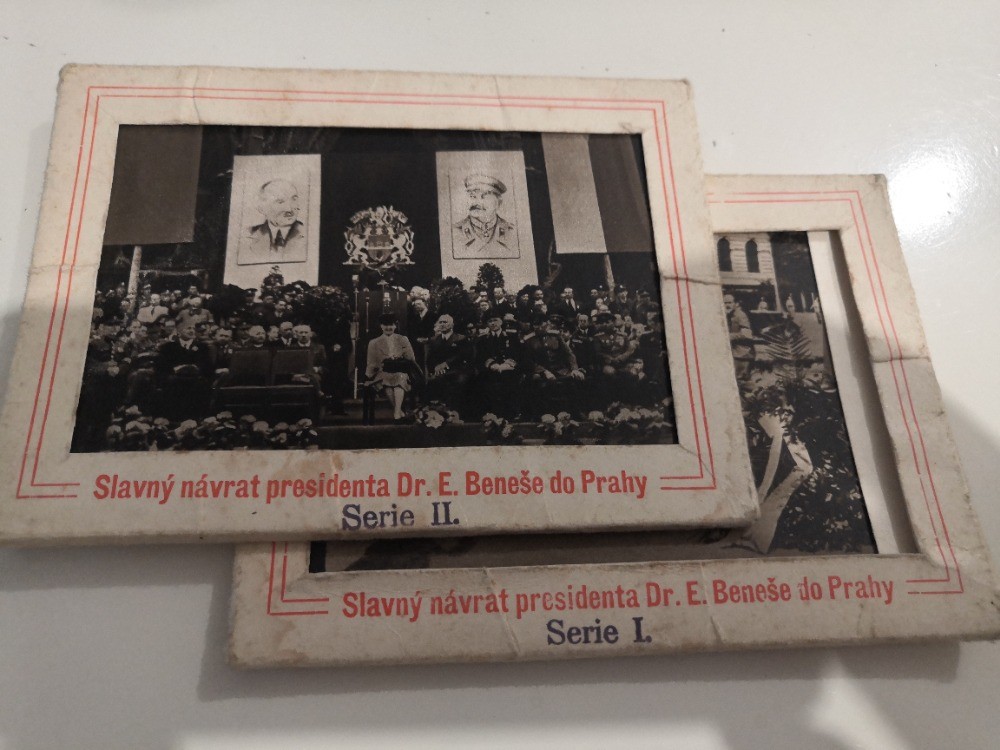 Slavný návrat presidenta Dr. E. Beneše do Prahy
Serie II.
Slavný návrat presidenta Dr. E. Beneše do Prahy
Serie I.